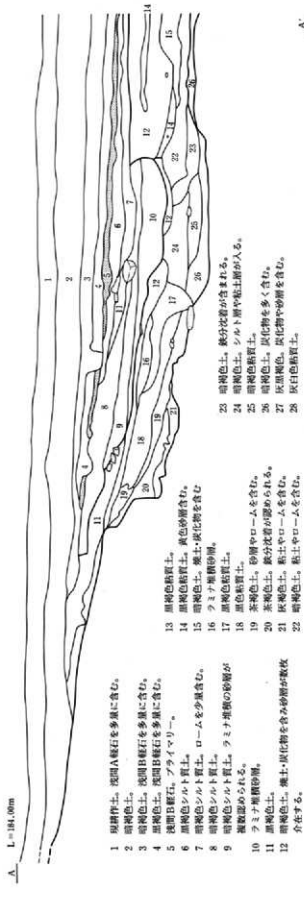 A
L=184.00m
A'
1 現耕作土。浅間A軽石を多量に含む。
2 暗褐色土。
3 暗褐色土。浅間B軽石を多量に含む。
4 黒褐色土。浅間B軽石を多量に含む。
5 浅間B軽石。プライマリー。
6 黒褐色シルト質土。
7 暗褐色シルト質土。ロームを少量含む。
8 暗褐色シルト質土。
9 暗褐色シルト質土。ラミナ堆積の砂層が
複数認められる。
10 ラミナ堆積砂層。
11 黒褐色土。
12 暗褐色土。焼土・炭化物を含み砂層が数枚
介在する。
13 黒褐色粘質土。
14 黒褐色粘質土。黄色砂層含む。
15 暗褐色土。焼土・炭化物を含む
16 ラミナ堆積砂層。
17 黒褐色粘質土。
18 黒色粘質土。
19 茶褐色土。砂層やロームを含む。
20 茶褐色土。鉄分沈着が認められる。
21 灰褐色土。粘土やロームを含む。
22 暗褐色土。粘土やロームを含む。
23 暗褐色土。鉄分沈着が含まれる。
24 暗褐色土。シルト層や粘土層が入る。
25 暗褐色粘質土。
26 暗褐色土。炭化物を多く含む。
27 灰黒褐色。炭化物や砂層を含む。
28 灰白色粘質土。